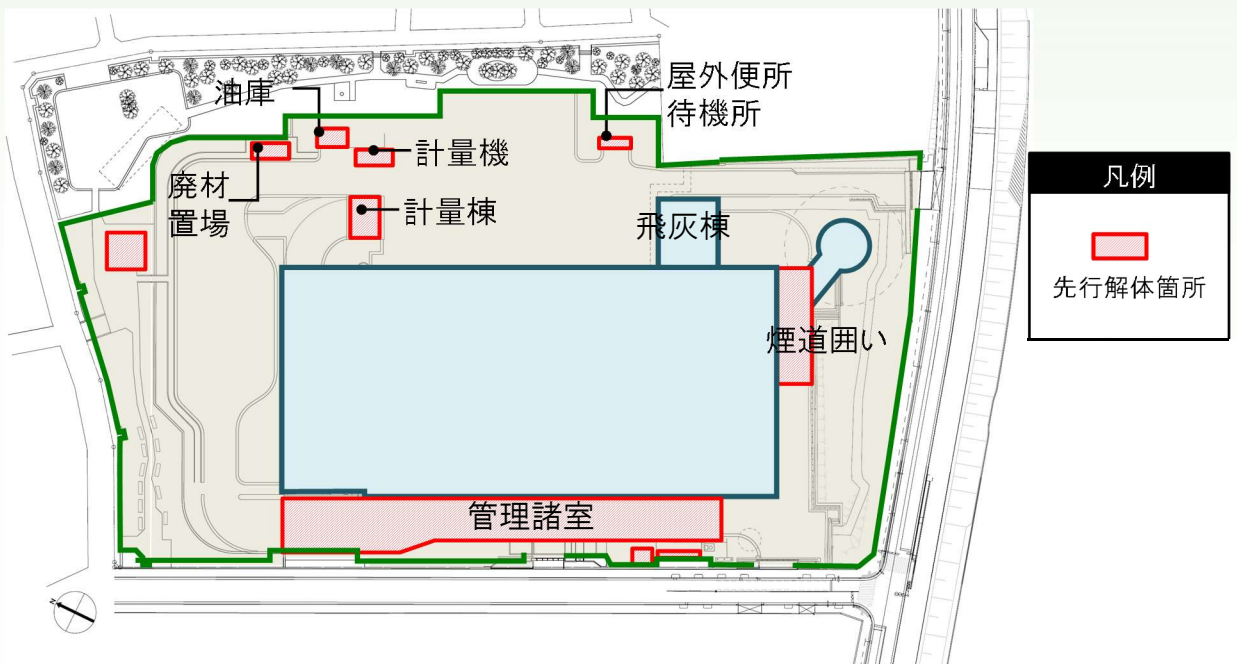 屋外便所
待機所
油庫
計量機
廃材
置場
計量棟
飛灰棟
煙道囲い
管理諸室
凡例
先行解体箇所
N